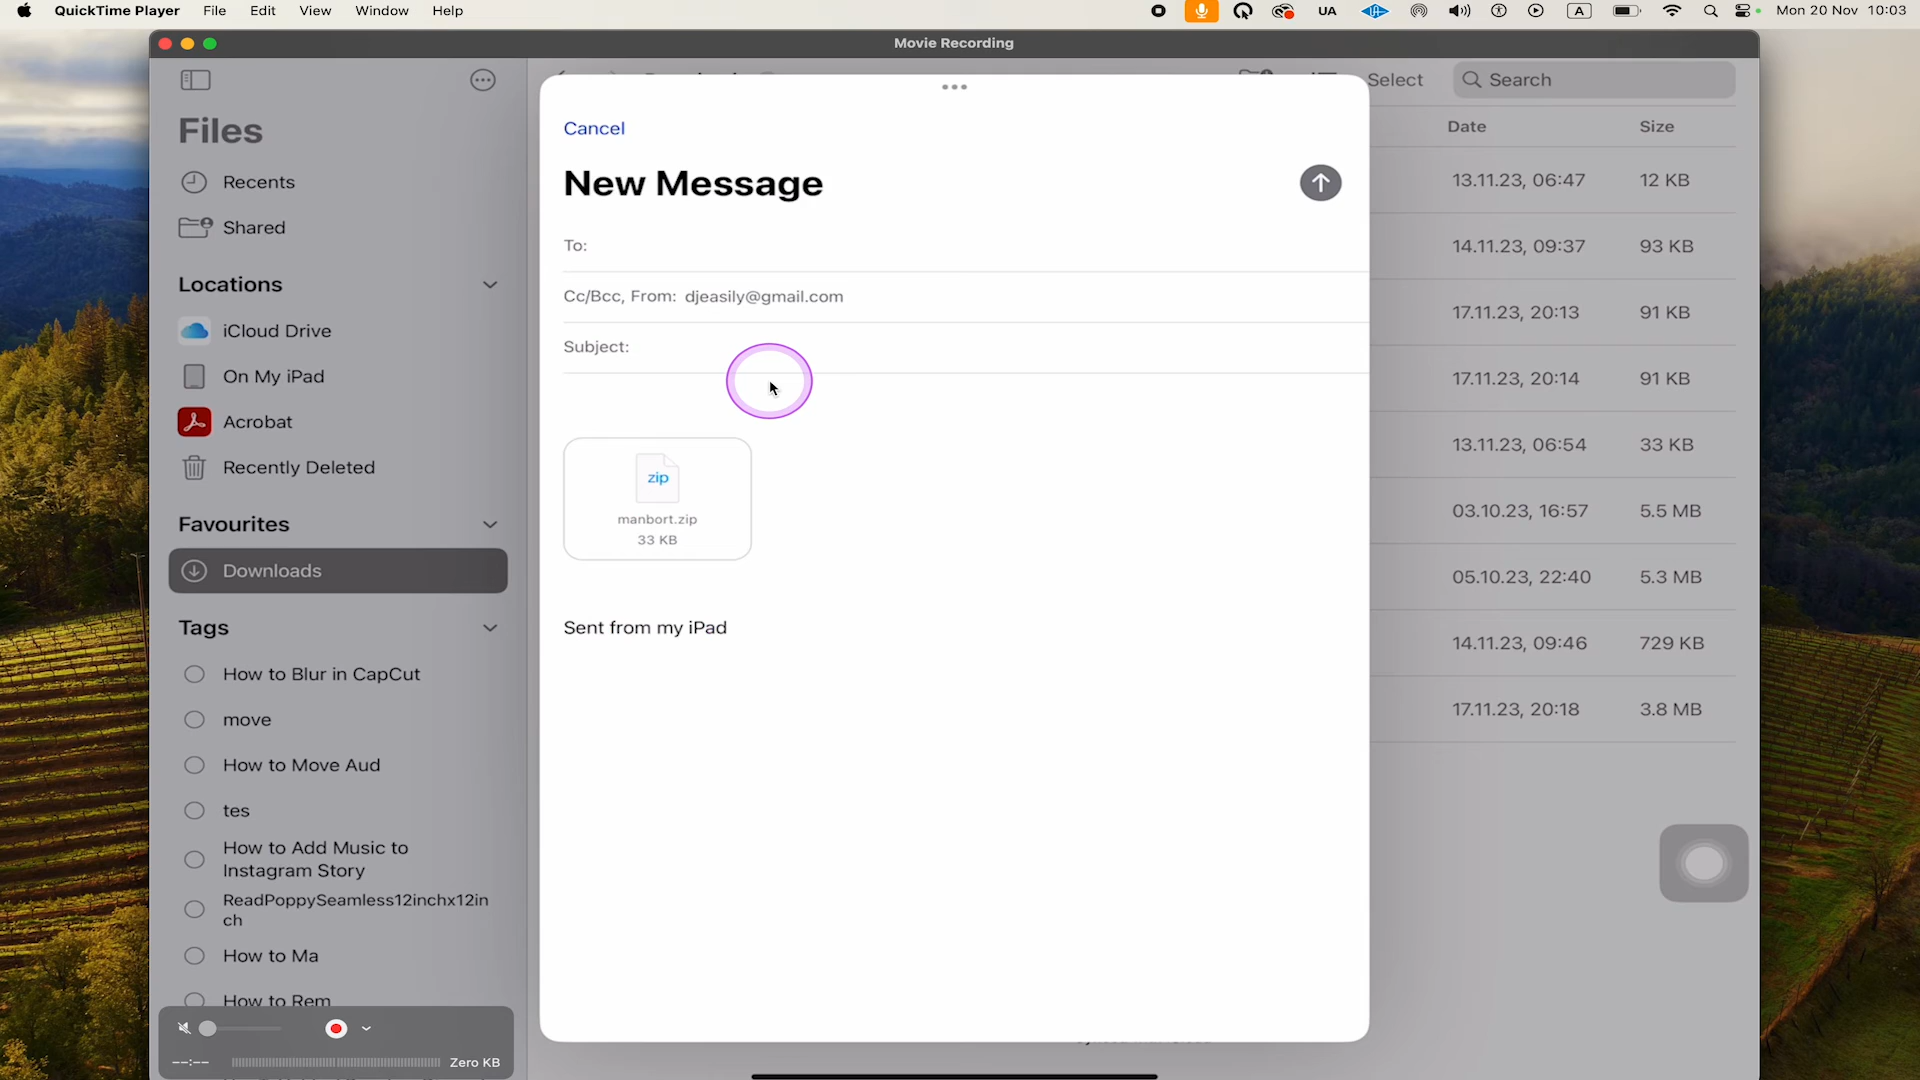 QuickTime Player File Edit View Window Help UA A Mon 20 Nov 10:03
Movie Recording
Select Search
Files
Recents
Shared
Locations
iCloud Drive
On My iPad
Acrobat
Recently Deleted
Favourites
Downloads
Tags
How to Blur in CapCut
move
How to Move Aud
tes
How to Add Music to
Instagram Story
ReadPoppySeamless12inchx12in
ch
How to Ma
How to Rem
--:-- Zero KB
Cancel
New Message
To:
Cc/Bcc, From: djeasily@gmail.com
Subject:
zip
manbort.zip
33 KB
Sent from my iPad
Date Size
13.11.23, 06:47 12 KB
14.11.23, 09:37 93 KB
17.11.23, 20:13 91 KB
17.11.23, 20:14 91 KB
13.11.23, 06:54 33 KB
03.10.23, 16:57 5.5 MB
05.10.23, 22:40 5.3 MB
14.11.23, 09:46 729 KB
17.11.23, 20:18 3.8 MB